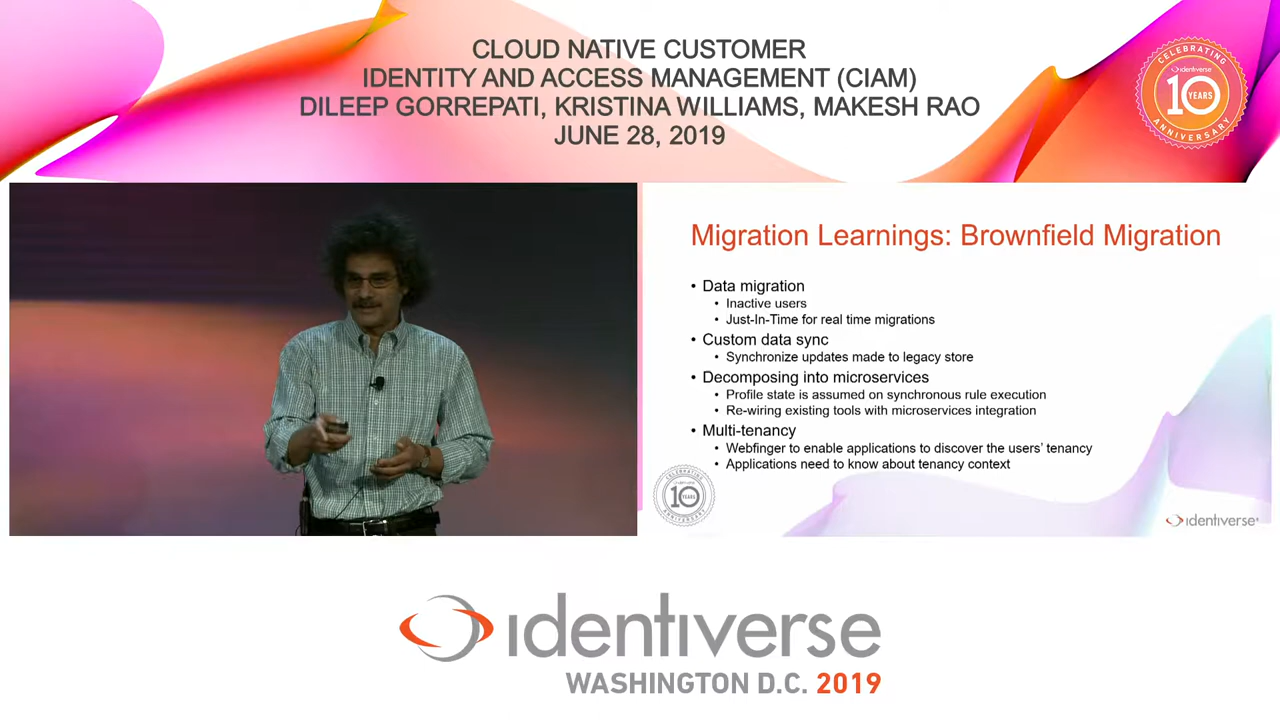 CLOUD NATIVE CUSTOMER
IDENTITY AND ACCESS MANAGEMENT (CIAM)
DILEEP GORREPATI, KRISTINA WILLIAMS, MAKESH RAO
JUNE 28, 2019
CELEBRATING
identiverse
10
YEARS
ANNIVERSARY
Migration Learnings: Brownfield Migration
• Data migration
• Inactive users
• Just-In-Time for real time migrations
• Custom data sync
• Synchronize updates made to legacy store
• Decomposing into microservices
• Profile state is assumed on synchronous rule execution
• Re-wiring existing tools with microservices integration
• Multi-tenancy
• Webfinger to enable applications to discover the users' tenancy
• Applications need to know about tenancy context
CELEBRATING
10
YEARS
ANNIVERSARY
identiverse
identiverse
WASHINGTON D.C. 2019